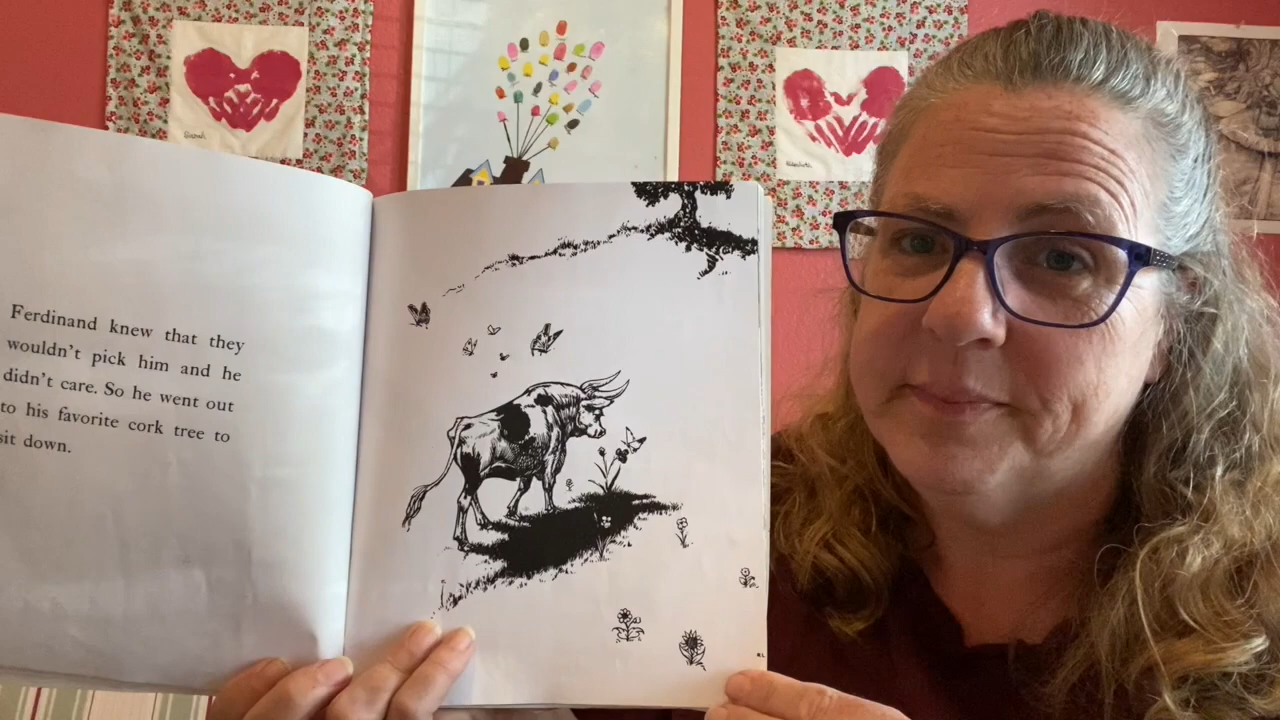 Ferdinand knew that they
wouldn't pick him and he
didn't care. So he went out
to his favorite cork tree to
sit down.
RL